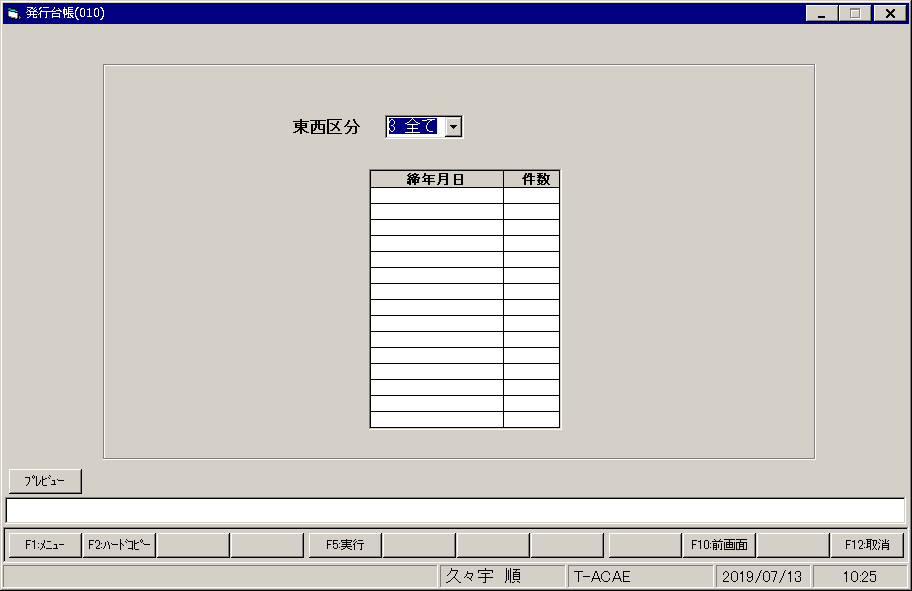 発行台帳(010)
東西区分 3 全て
締年月日 件数
ﾌﾟﾚﾋﾞｭｰ
F1:ﾒﾆｭｰ F2:ﾊｰﾄﾞｺﾋﾟｰ F5:実行 F10:前画面 F12:取消
久々宇 順 T-ACAE 2019/07/13 10:25